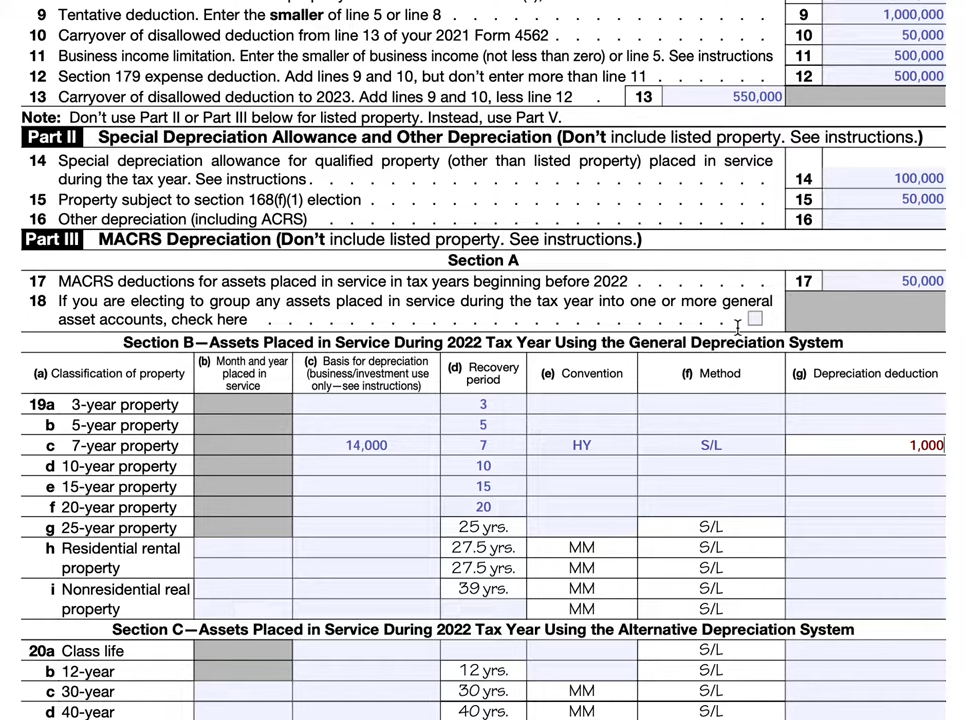 9 Tentative deduction. Enter the smaller of line 5 or line 8 . . . . . . . . . . . . . . . 9 1,000,000
10 Carryover of disallowed deduction from line 13 of your 2021 Form 4562 . . . . . . . . . . . 10 50,000
11 Business income limitation. Enter the smaller of business income (not less than zero) or line 5. See instructions 11 500,000
12 Section 179 expense deduction. Add lines 9 and 10, but don't enter more than line 11 . . . . . . 12 500,000
13 Carryover of disallowed deduction to 2023. Add lines 9 and 10, less line 12 . 13 550,000
Note: Don't use Part II or Part III below for listed property. Instead, use Part V.
Part II Special Depreciation Allowance and Other Depreciation (Don't include listed property. See instructions.)
14 Special depreciation allowance for qualified property (other than listed property) placed in service
during the tax year. See instructions . . . . . . . . . . . . . . . . . . . . . . 14 100,000
15 Property subject to section 168(f)(1) election . . . . . . . . . . . . . . . . . . . . 15 50,000
16 Other depreciation (including ACRS) . . . . . . . . . . . . . . . . . . . . . . 16
Part III MACRS Depreciation (Don't include listed property. See instructions.)
Section A
17 MACRS deductions for assets placed in service in tax years beginning before 2022 . . . . . . . 17 50,000
18 If you are electing to group any assets placed in service during the tax year into one or more general
asset accounts, check here . . . . . . . . . . . . . . . . . . . . . . . .
Section B—Assets Placed in Service During 2022 Tax Year Using the General Depreciation System
(a) Classification of property
(b) Month and year
placed in
service
(c) Basis for depreciation
(business/investment use
only—see instructions)
(d) Recovery
period
(e) Convention
(f) Method
(g) Depreciation deduction
19a 3-year property 3
b 5-year property 5
c 7-year property 14,000 7 HY S/L 1,000
d 10-year property 10
e 15-year property 15
f 20-year property 20
g 25-year property 25 yrs. S/L
h Residential rental 27.5 yrs. MM S/L
property 27.5 yrs. MM S/L
i Nonresidential real 39 yrs. MM S/L
property MM S/L
Section C—Assets Placed in Service During 2022 Tax Year Using the Alternative Depreciation System
20a Class life S/L
b 12-year 12 yrs. S/L
c 30-year 30 yrs. MM S/L
d 40-year 40 yrs. MM S/L